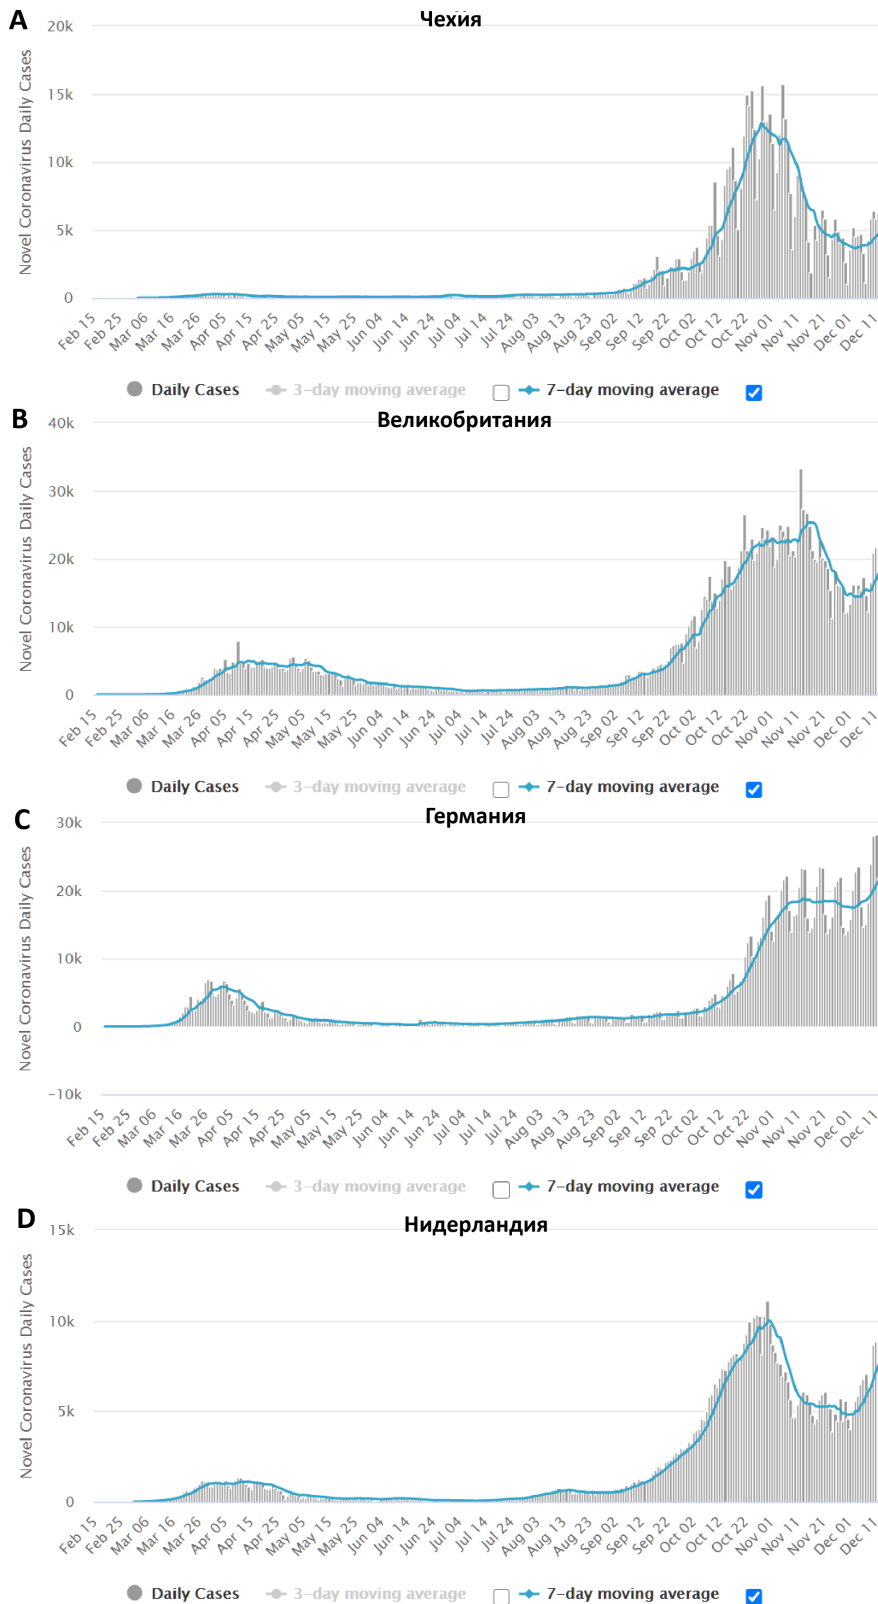 A
Чехия
20k
15k
10k
5k
0
Novel Coronavirus Daily Cases
Feb 15 Feb 25 Mar 06 Mar 16 Mar 26 Apr 05 Apr 15 Apr 25 May 05 May 15 May 25 Jun 04 Jun 14 Jun 24 Jul 04 Jul 14 Jul 24 Aug 03 Aug 13 Aug 23 Sep 02 Sep 12 Sep 22 Oct 02 Oct 12 Oct 22 Nov 01 Nov 11 Nov 21 Dec 01 Dec 11
Daily Cases 3-day moving average 7-day moving average
B
Великобритания
40k
30k
20k
10k
0
Novel Coronavirus Daily Cases
Feb 15 Feb 25 Mar 06 Mar 16 Mar 26 Apr 05 Apr 15 Apr 25 May 05 May 15 May 25 Jun 04 Jun 14 Jun 24 Jul 04 Jul 14 Jul 24 Aug 03 Aug 13 Aug 23 Sep 02 Sep 12 Sep 22 Oct 02 Oct 12 Oct 22 Nov 01 Nov 11 Nov 21 Dec 01 Dec 11
Daily Cases 3-day moving average 7-day moving average
C
Германия
30k
20k
10k
0
-10k
Novel Coronavirus Daily Cases
Feb 15 Feb 25 Mar 06 Mar 16 Mar 26 Apr 05 Apr 15 Apr 25 May 05 May 15 May 25 Jun 04 Jun 14 Jun 24 Jul 04 Jul 14 Jul 24 Aug 03 Aug 13 Aug 23 Sep 02 Sep 12 Sep 22 Oct 02 Oct 12 Oct 22 Nov 01 Nov 11 Nov 21 Dec 01 Dec 11
Daily Cases 3-day moving average 7-day moving average
D
Нидерландия
15k
10k
5k
0
Novel Coronavirus Daily Cases
Feb 15 Feb 25 Mar 06 Mar 16 Mar 26 Apr 05 Apr 15 Apr 25 May 05 May 15 May 25 Jun 04 Jun 14 Jun 24 Jul 04 Jul 14 Jul 24 Aug 03 Aug 13 Aug 23 Sep 02 Sep 12 Sep 22 Oct 02 Oct 12 Oct 22 Nov 01 Nov 11 Nov 21 Dec 01 Dec 11
Daily Cases 3-day moving average 7-day moving average